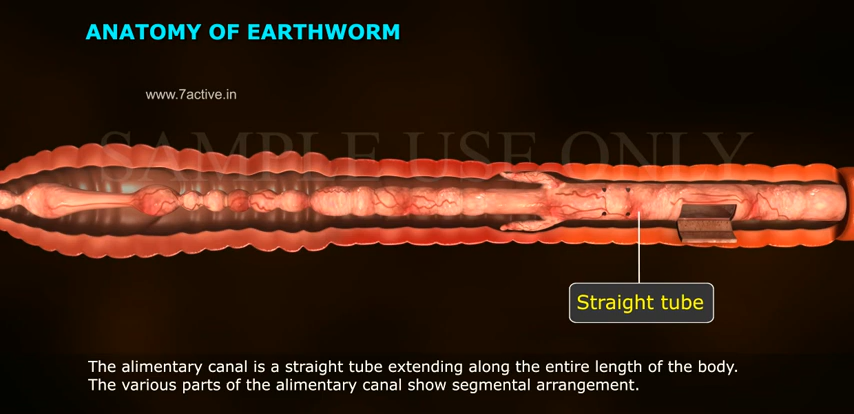 ANATOMY OF EARTHWORM
www.7active.in
SAMPLE USE ONLY
Straight tube
The alimentary canal is a straight tube extending along the entire length of the body.
The various parts of the alimentary canal show segmental arrangement.